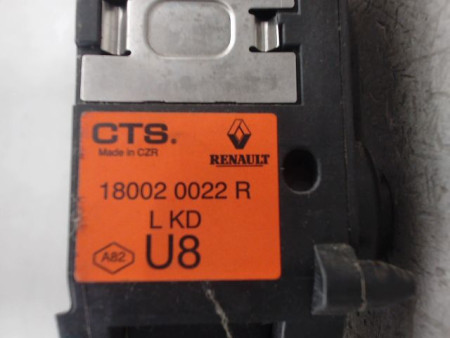 CTS.
Made in CZR
RENAULT
18002 0022 R
L KD
A82
U8